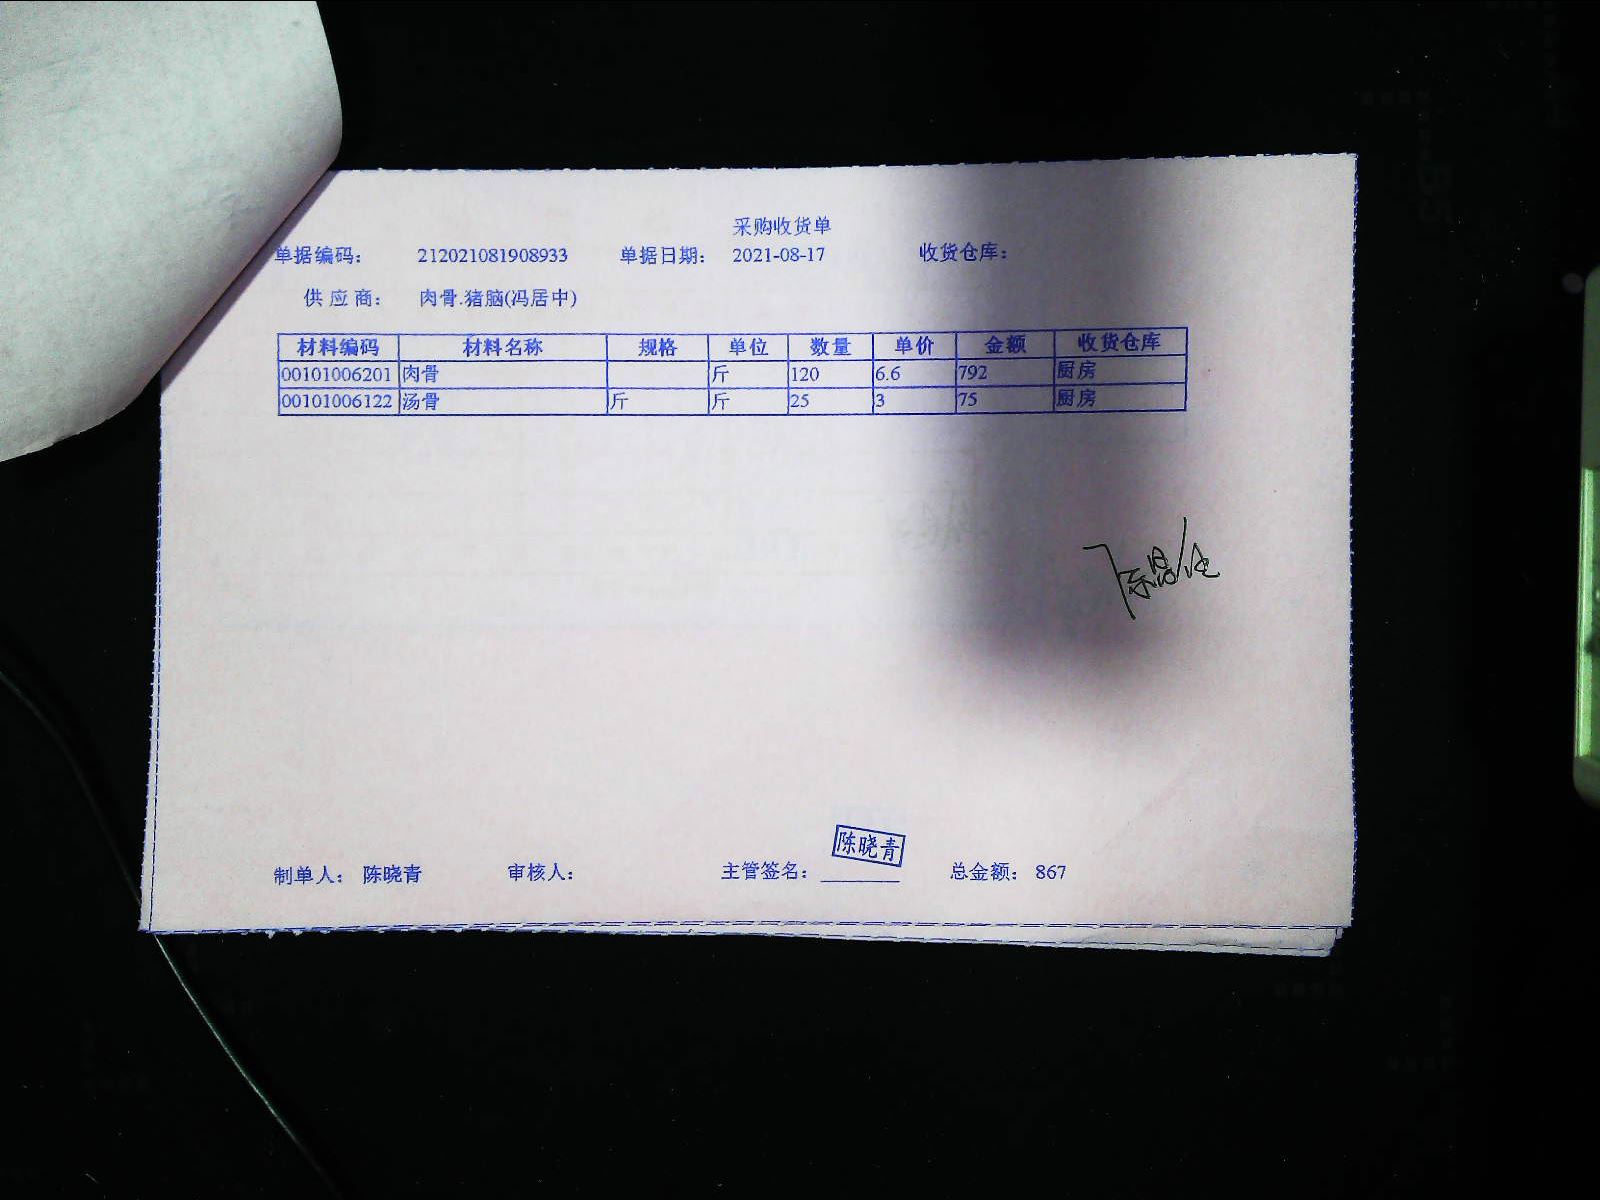 采购收货单
单据编码: 212021081908933 单据日期: 2021-08-17 收货仓库:
供应商: 肉骨.猪脑(冯居中)
材料编码 材料名称 规格 单位 数量 单价 金额 收货仓库
00101006201 肉骨 斤 120 6.6 792 厨房
00101006122 汤骨 斤 斤 25 3 75 厨房
陈晓青
制单人: 陈晓青 审核人: 主管签名: 总金额: 867